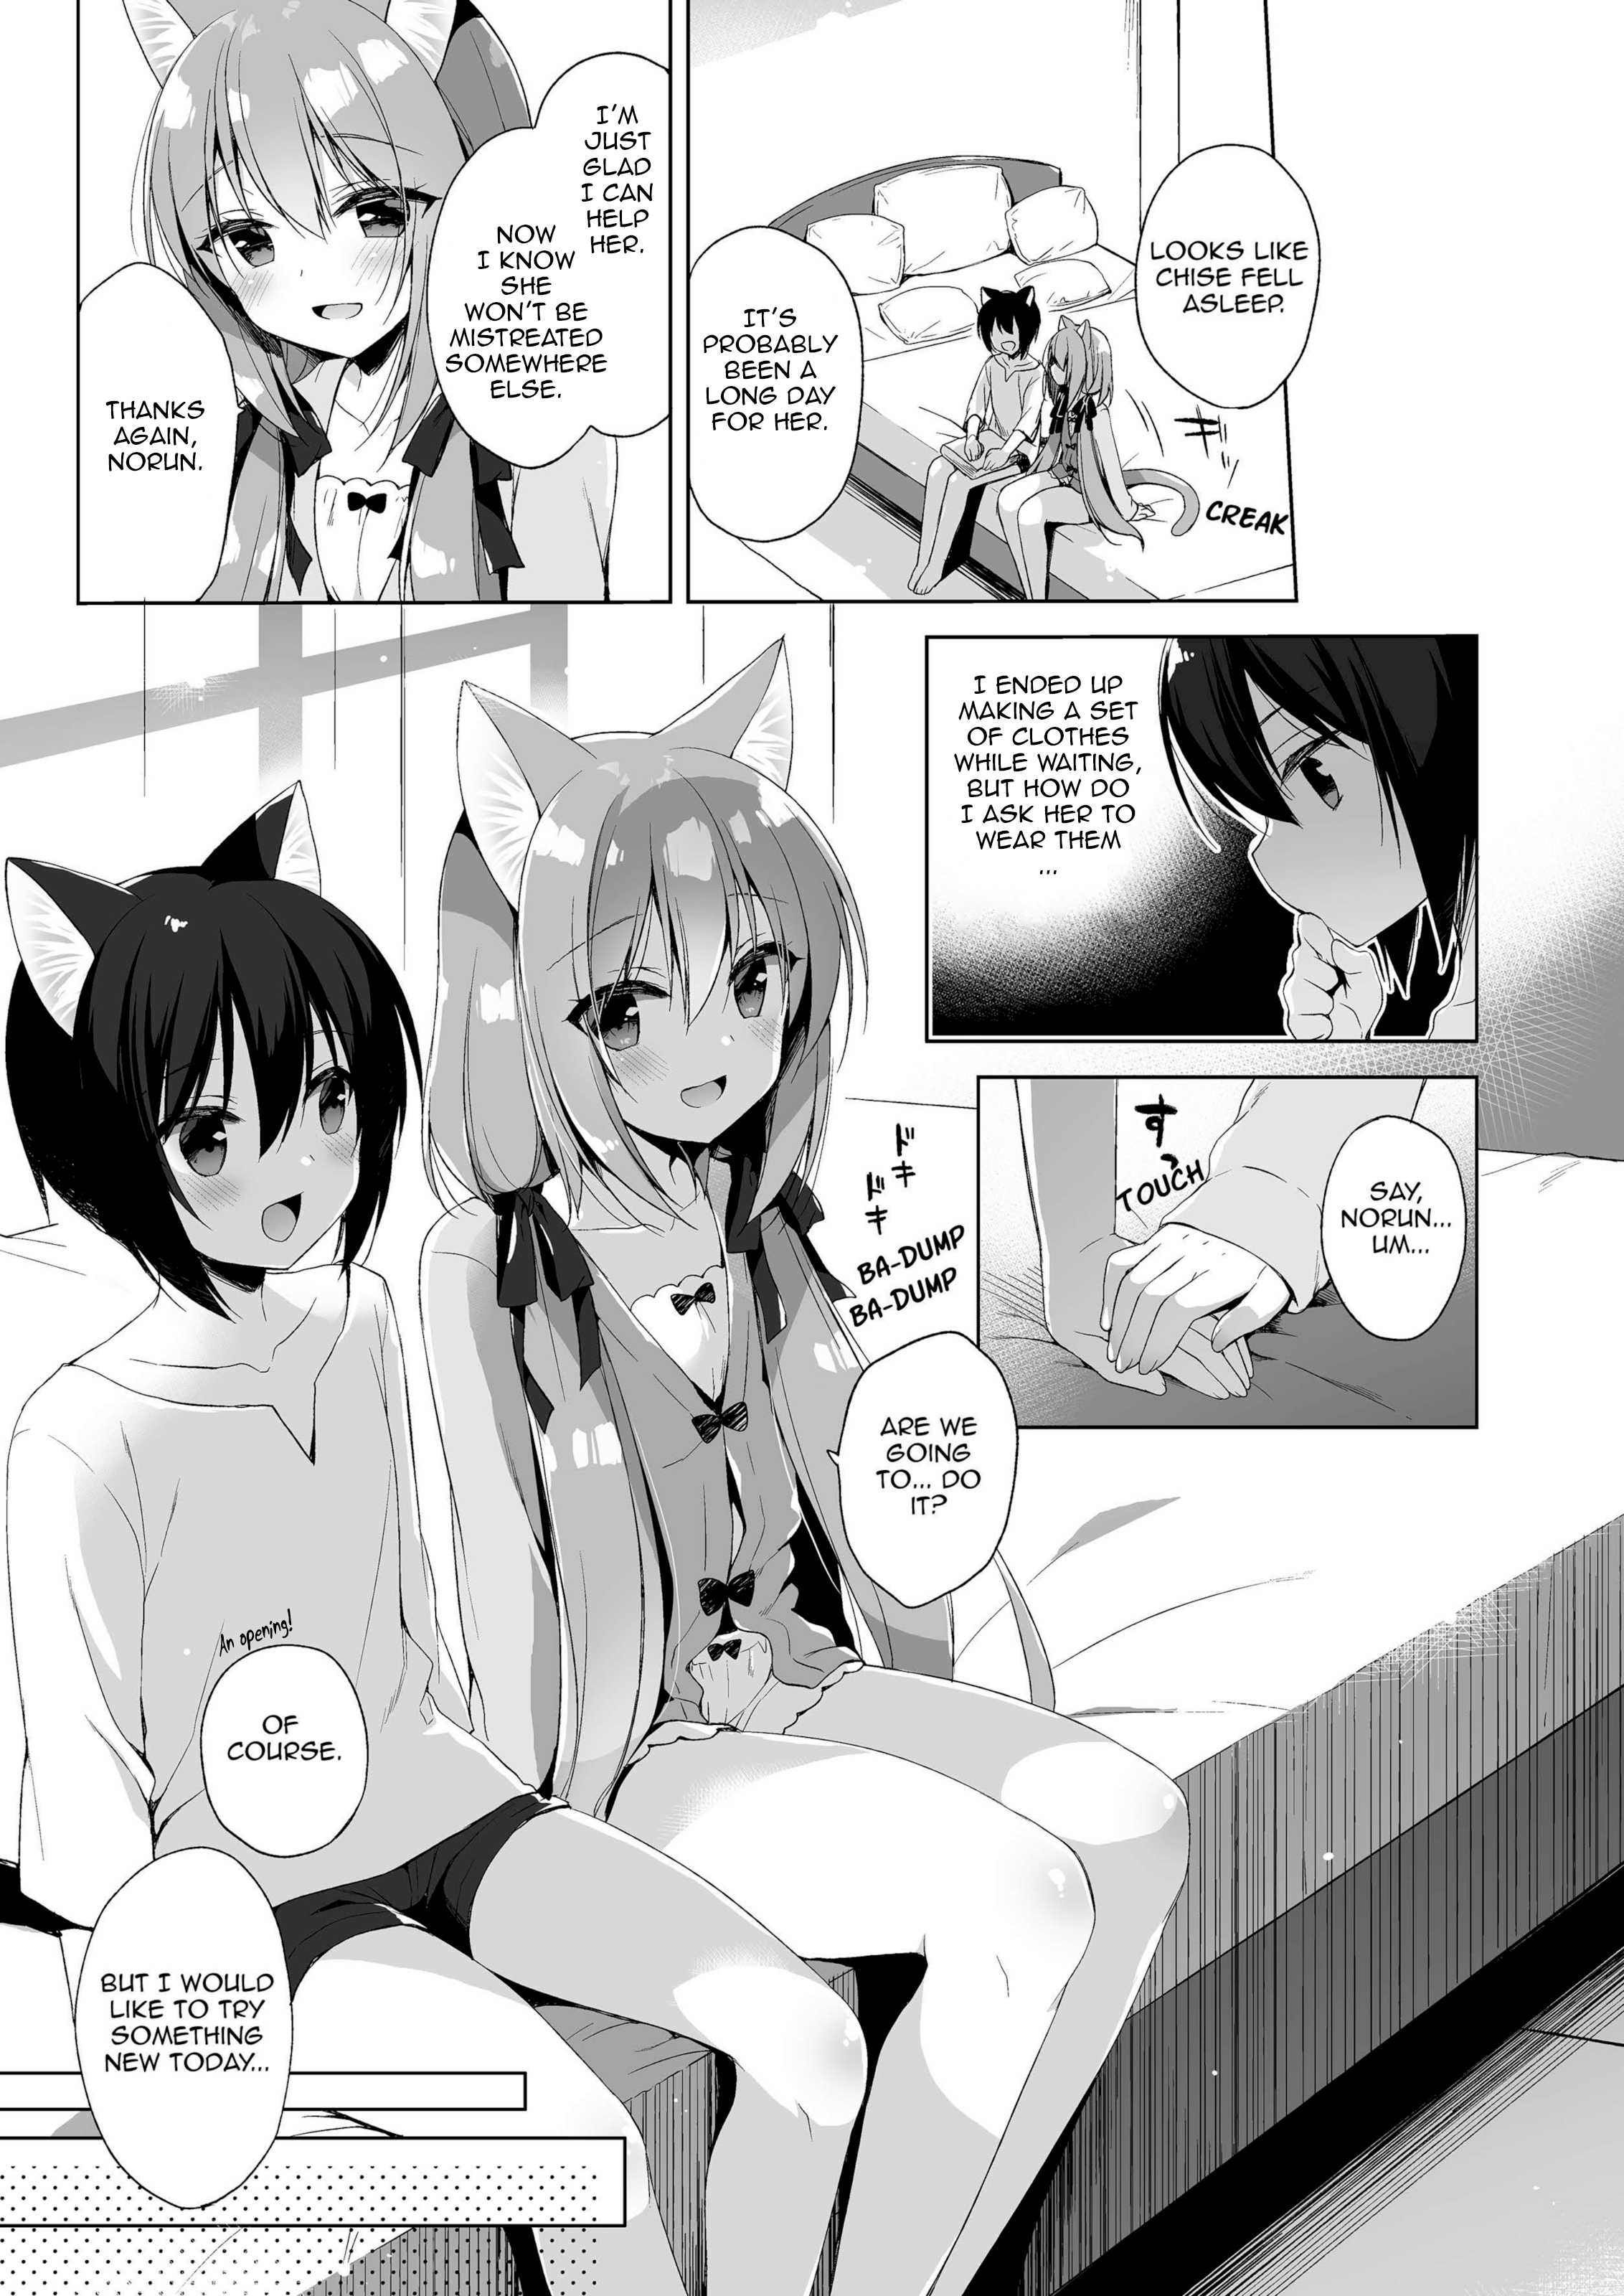 LOOKS LIKE
CHISE FELL
ASLEEP.
ギッ
CREAK
IT'S
PROBABLY
BEEN A
LONG DAY
FOR HER.
I'M
JUST
GLAD
I CAN
HELP
HER.
NOW
I KNOW
SHE
WON'T BE
MISTREATED
SOMEWHERE
ELSE.
THANKS
AGAIN,
NORUN.
I ENDED UP
MAKING A SET
OF CLOTHES
WHILE WAITING,
BUT HOW DO
I ASK HER TO
WEAR THEM
...
SAY,
NORUN...
UM...
す、
TOUCH
ドキ
ドキ
BA-DUMP
BA-DUMP
ARE WE
GOING
TO... DO
IT?
An opening!
OF
COURSE.
BUT I WOULD
LIKE TO TRY
SOMETHING
NEW TODAY...